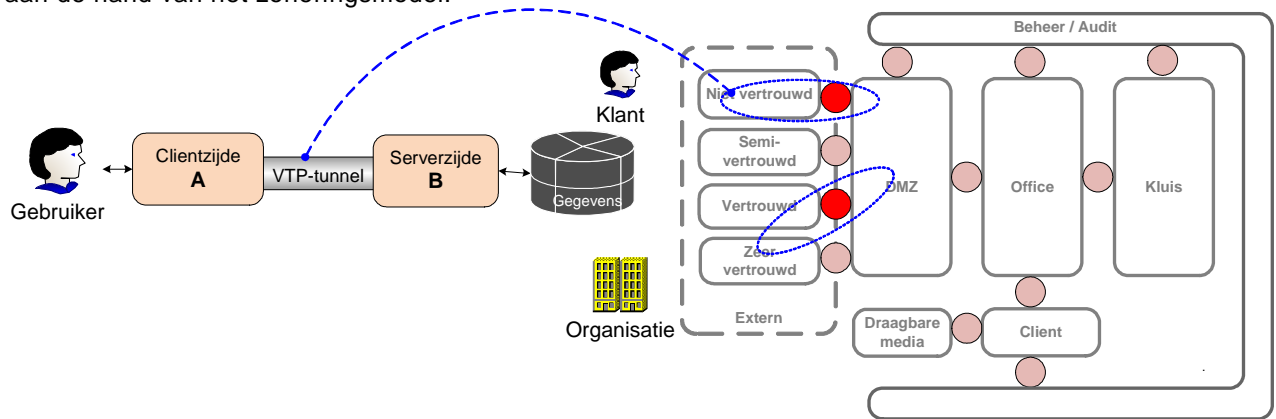 aan de hand van het zoneringsmodel.
Beheer / Audit
Klant
Niet vertrouwd
Semi-
vertrouwd
Vertrouwd
Zeer
vertrouwd
Extern
DMZ
Office
Kluis
Gebruiker
Clientzijde
A
VTP-tunnel
Serverzijde
B
Gegevens
Organisatie
Draagbare
media
Client